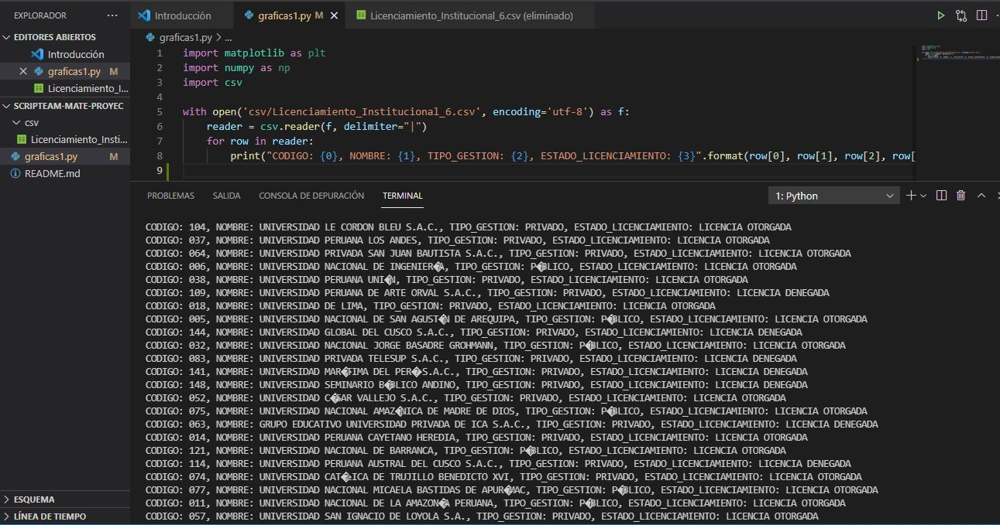 EXPLORADOR ···
EDITORES ABIERTOS
Introducción
graficas1.py M
Licenciamiento_I...
SCRIPTEAM-MATE-PROYEC
csv
Licenciamiento_Insti...
graficas1.py M
README.md
ESQUEMA
LÍNEA DE TIEMPO
Introducción graficas1.py M Licenciamiento_Institucional_6.csv (eliminado)
graficas1.py > ...
1 import matplotlib as plt
2 import numpy as np
3 import csv
4
5 with open('csv/Licenciamiento_Institucional_6.csv', encoding='utf-8') as f:
6 reader = csv.reader(f, delimiter="|")
7 for row in reader:
8 print("CODIGO: {0}, NOMBRE: {1}, TIPO_GESTION: {2}, ESTADO_LICENCIAMIENTO: {3}".format(row[0], row[1], row[2], row[
9
PROBLEMAS SALIDA CONSOLA DE DEPURACIÓN TERMINAL 1: Python
CODIGO: 104, NOMBRE: UNIVERSIDAD LE CORDON BLEU S.A.C., TIPO_GESTION: PRIVADO, ESTADO_LICENCIAMIENTO: LICENCIA OTORGADA
CODIGO: 037, NOMBRE: UNIVERSIDAD PERUANA LOS ANDES, TIPO_GESTION: PRIVADO, ESTADO_LICENCIAMIENTO: LICENCIA OTORGADA
CODIGO: 064, NOMBRE: UNIVERSIDAD PRIVADA SAN JUAN BAUTISTA S.A.C., TIPO_GESTION: PRIVADO, ESTADO_LICENCIAMIENTO: LICENCIA OTORGADA
CODIGO: 006, NOMBRE: UNIVERSIDAD NACIONAL DE INGENIER�A, TIPO_GESTION: P�BLICO, ESTADO_LICENCIAMIENTO: LICENCIA OTORGADA
CODIGO: 038, NOMBRE: UNIVERSIDAD PERUANA UNI�N, TIPO_GESTION: PRIVADO, ESTADO_LICENCIAMIENTO: LICENCIA OTORGADA
CODIGO: 109, NOMBRE: UNIVERSIDAD PERUANA DE ARTE ORVAL S.A.C., TIPO_GESTION: PRIVADO, ESTADO_LICENCIAMIENTO: LICENCIA DENEGADA
CODIGO: 018, NOMBRE: UNIVERSIDAD DE LIMA, TIPO_GESTION: PRIVADO, ESTADO_LICENCIAMIENTO: LICENCIA OTORGADA
CODIGO: 005, NOMBRE: UNIVERSIDAD NACIONAL DE SAN AGUST�N DE AREQUIPA, TIPO_GESTION: P�BLICO, ESTADO_LICENCIAMIENTO: LICENCIA OTORGADA
CODIGO: 144, NOMBRE: UNIVERSIDAD GLOBAL DEL CUSCO S.A.C., TIPO_GESTION: PRIVADO, ESTADO_LICENCIAMIENTO: LICENCIA DENEGADA
CODIGO: 032, NOMBRE: UNIVERSIDAD NACIONAL JORGE BASADRE GROHMANN, TIPO_GESTION: P�BLICO, ESTADO_LICENCIAMIENTO: LICENCIA OTORGADA
CODIGO: 083, NOMBRE: UNIVERSIDAD PRIVADA TELESUP S.A.C., TIPO_GESTION: PRIVADO, ESTADO_LICENCIAMIENTO: LICENCIA DENEGADA
CODIGO: 141, NOMBRE: UNIVERSIDAD MAR�TIMA DEL PER� S.A.C., TIPO_GESTION: PRIVADO, ESTADO_LICENCIAMIENTO: LICENCIA DENEGADA
CODIGO: 148, NOMBRE: UNIVERSIDAD SEMINARIO B�BLICO ANDINO, TIPO_GESTION: PRIVADO, ESTADO_LICENCIAMIENTO: LICENCIA DENEGADA
CODIGO: 052, NOMBRE: UNIVERSIDAD C�SAR VALLEJO S.A.C., TIPO_GESTION: PRIVADO, ESTADO_LICENCIAMIENTO: LICENCIA OTORGADA
CODIGO: 075, NOMBRE: UNIVERSIDAD NACIONAL AMAZ�NICA DE MADRE DE DIOS, TIPO_GESTION: P�BLICO, ESTADO_LICENCIAMIENTO: LICENCIA OTORGADA
CODIGO: 063, NOMBRE: GRUPO EDUCATIVO UNIVERSIDAD PRIVADA DE ICA S.A.C., TIPO_GESTION: PRIVADO, ESTADO_LICENCIAMIENTO: LICENCIA DENEGADA
CODIGO: 014, NOMBRE: UNIVERSIDAD PERUANA CAYETANO HEREDIA, TIPO_GESTION: PRIVADO, ESTADO_LICENCIAMIENTO: LICENCIA OTORGADA
CODIGO: 121, NOMBRE: UNIVERSIDAD NACIONAL DE BARRANCA, TIPO_GESTION: P�BLICO, ESTADO_LICENCIAMIENTO: LICENCIA OTORGADA
CODIGO: 114, NOMBRE: UNIVERSIDAD PERUANA AUSTRAL DEL CUSCO S.A.C., TIPO_GESTION: PRIVADO, ESTADO_LICENCIAMIENTO: LICENCIA DENEGADA
CODIGO: 074, NOMBRE: UNIVERSIDAD CAT�LICA DE TRUJILLO BENEDICTO XVI, TIPO_GESTION: PRIVADO, ESTADO_LICENCIAMIENTO: LICENCIA OTORGADA
CODIGO: 077, NOMBRE: UNIVERSIDAD NACIONAL MICAELA BASTIDAS DE APUR�MAC, TIPO_GESTION: P�BLICO, ESTADO_LICENCIAMIENTO: LICENCIA OTORGADA
CODIGO: 011, NOMBRE: UNIVERSIDAD NACIONAL DE LA AMAZON�A PERUANA, TIPO_GESTION: P�BLICO, ESTADO_LICENCIAMIENTO: LICENCIA OTORGADA
CODIGO: 057, NOMBRE: UNIVERSIDAD SAN IGNACIO DE LOYOLA S.A., TIPO_GESTION: PRIVADO, ESTADO_LICENCIAMIENTO: LICENCIA OTORGADA